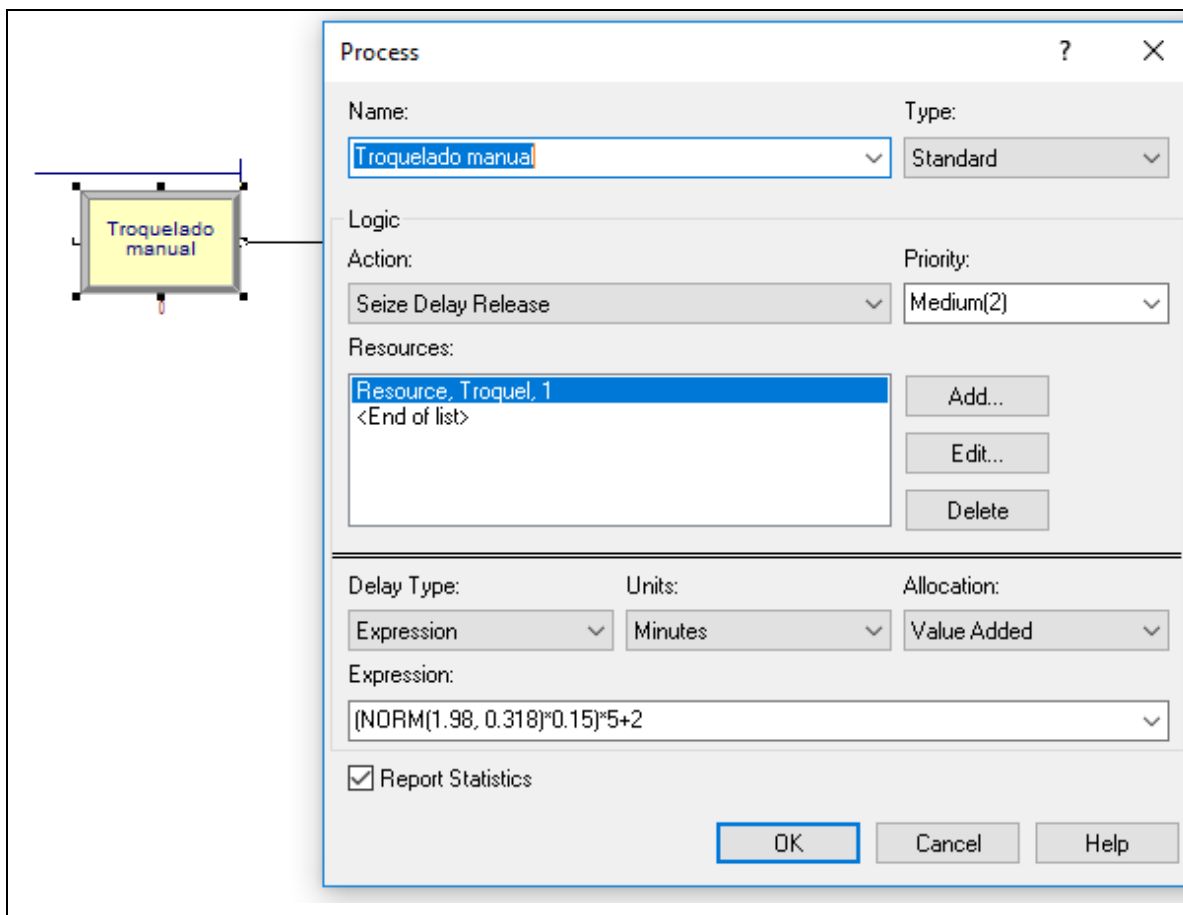 Troquelado
manual
0
Process
?
Name:
Type:
Troquelado manual
Standard
Logic
Action:
Priority:
Seize Delay Release
Medium(2)
Resources:
Resource, Troquel, 1
<End of list>
Add...
Edit...
Delete
Delay Type:
Units:
Allocation:
Expression
Minutes
Value Added
Expression:
(NORM(1.98, 0.318)*0.15)*5+2
Report Statistics
OK
Cancel
Help